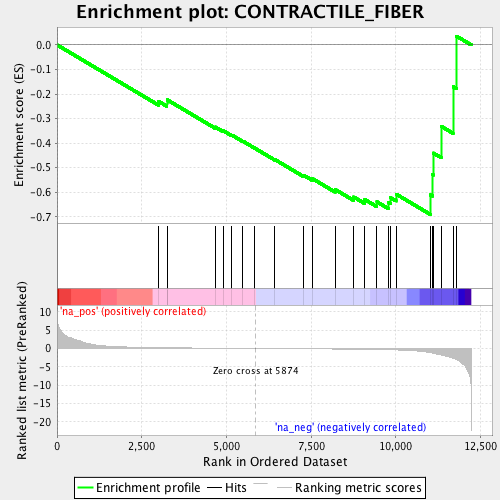 Enrichment plot: CONTRACTILE_FIBER
Enrichment score (ES)
0.0
-0.1
-0.2
-0.3
-0.4
-0.5
-0.6
-0.7
'na_pos' (positively correlated)
Ranked list metric (PreRanked)
10
5
0
-5
-10
-15
-20
Zero cross at 5874
'na_neg' (negatively correlated)
0
2,500
5,000
7,500
10,000
12,500
Rank in Ordered Dataset
Enrichment profile
Hits
Ranking metric scores